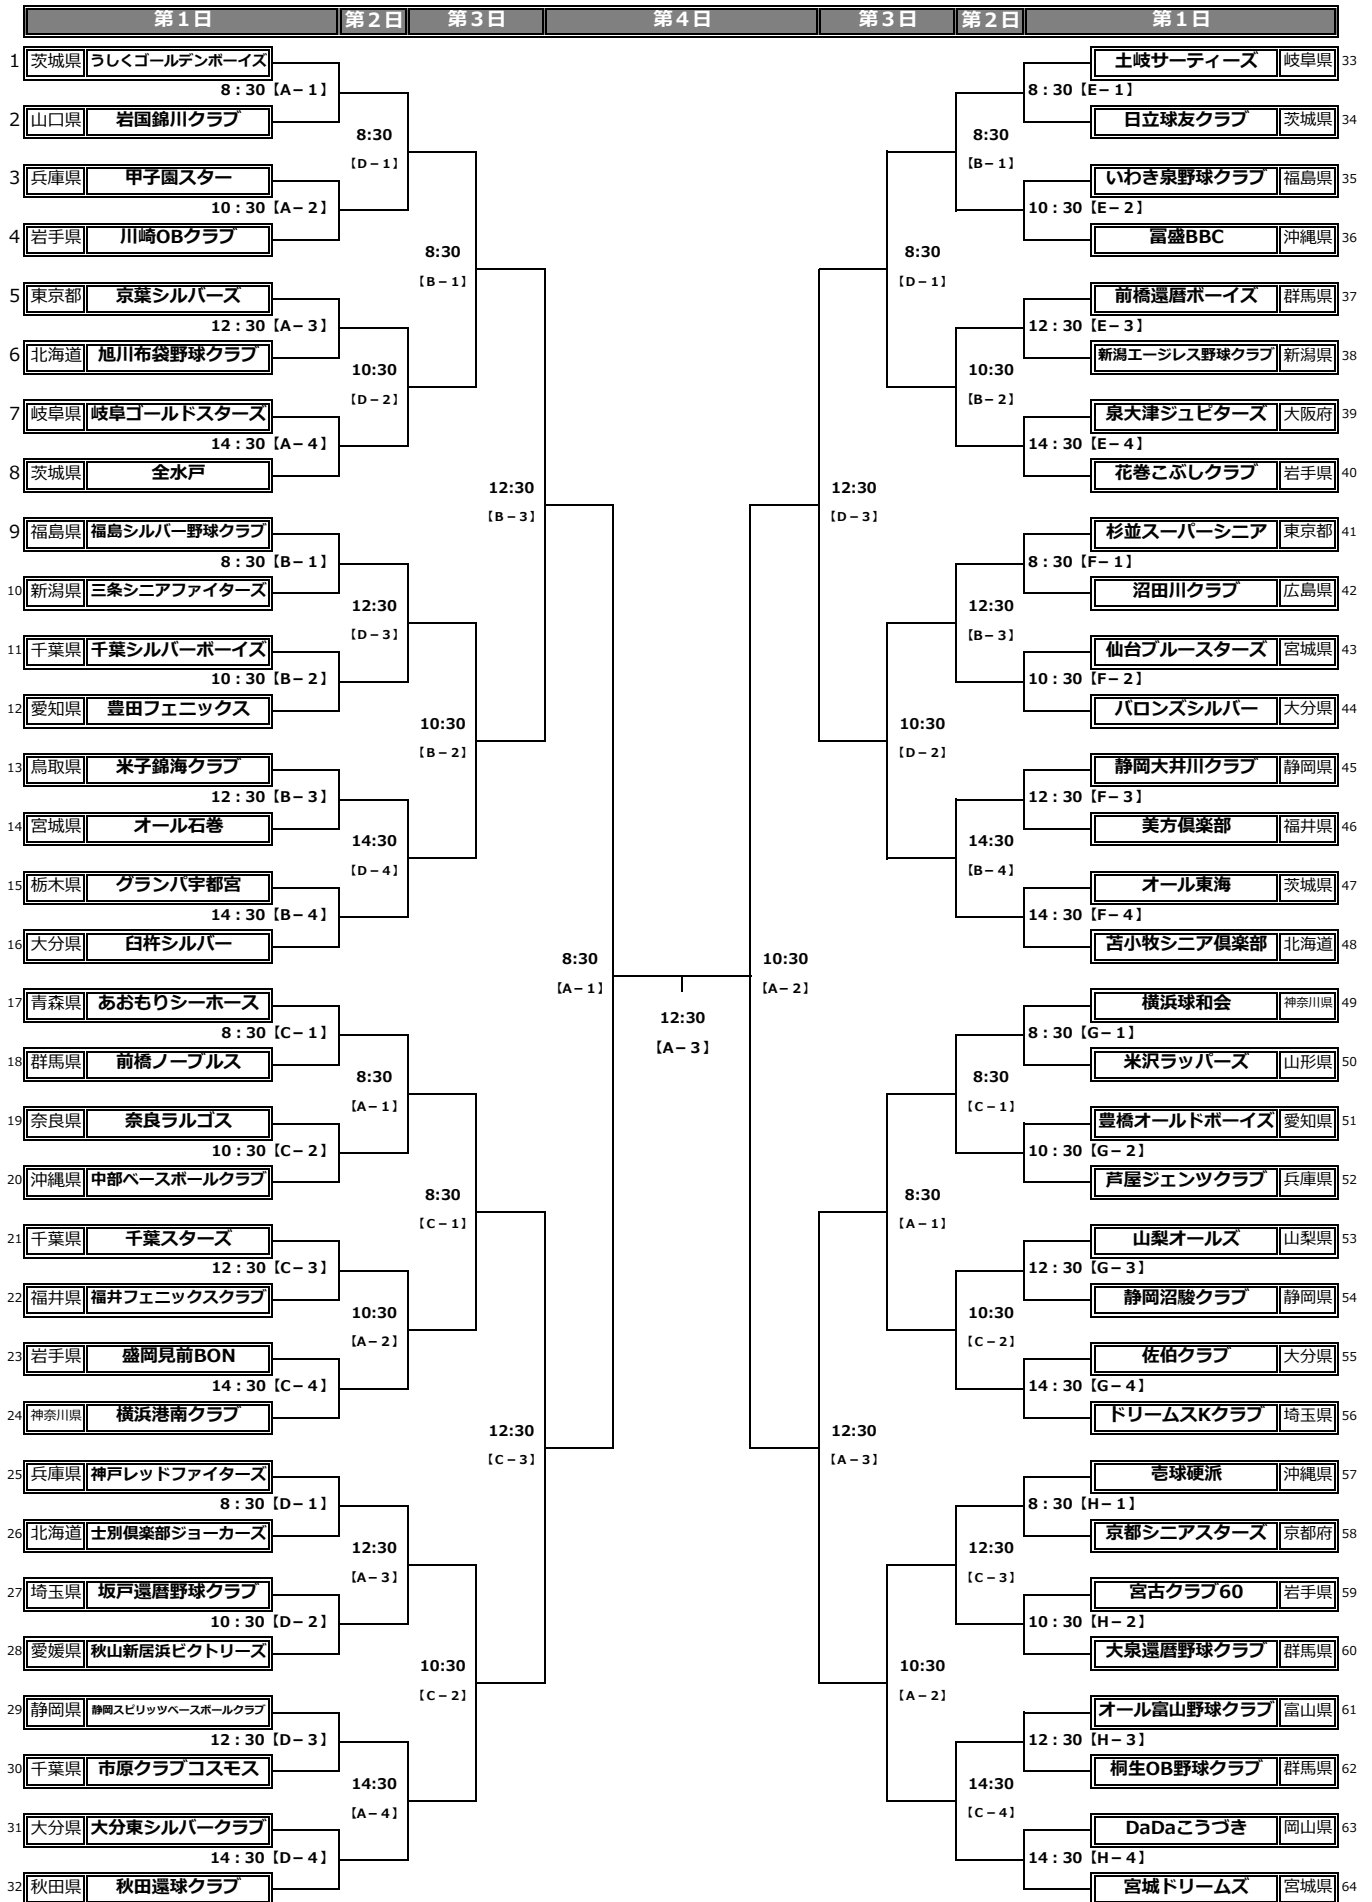 第１日 第２日 第３日 第４日 第３日 第２日 第１日
1 茨城県 うしくゴールデンボーイズ
8：30【A－1】
2 山口県 岩国錦川クラブ
8:30
【D－1】
3 兵庫県 甲子園スター
10：30【A－2】
4 岩手県 川崎OBクラブ
8:30
【B－1】
5 東京都 京葉シルバーズ
12：30【A－3】
6 北海道 旭川布袋野球クラブ
10:30
【D－2】
7 岐阜県 岐阜ゴールドスターズ
14：30【A－4】
8 茨城県 全水戸
12:30
【B－3】
9 福島県 福島シルバー野球クラブ
8：30【B－1】
10 新潟県 三条シニアファイターズ
12:30
【D－3】
11 千葉県 千葉シルバーボーイズ
10：30【B－2】
12 愛知県 豊田フェニックス
10:30
【B－2】
13 鳥取県 米子錦海クラブ
12：30【B－3】
14 宮城県 オール石巻
14:30
【D－4】
15 栃木県 グランパ宇都宮
14：30【B－4】
16 大分県 臼杵シルバー
8:30
【A－1】
17 青森県 あおもりシーホース
8：30【C－1】
18 群馬県 前橋ノーブルス
8:30
【A－1】
19 奈良県 奈良ラルゴス
10：30【C－2】
20 沖縄県 中部ベースボールクラブ
8:30
【C－1】
21 千葉県 千葉スターズ
12：30【C－3】
22 福井県 福井フェニックスクラブ
10:30
【A－2】
23 岩手県 盛岡見前BON
14：30【C－4】
24 神奈川県 横浜港南クラブ
12:30
【C－3】
25 兵庫県 神戸レッドファイターズ
8：30【D－1】
26 北海道 士別倶楽部ジョーカーズ
12:30
【A－3】
27 埼玉県 坂戸還暦野球クラブ
10：30【D－2】
28 愛媛県 秋山新居浜ビクトリーズ
10:30
【C－2】
29 静岡県 静岡スピリッツベースボールクラブ
12：30【D－3】
30 千葉県 市原クラブコスモス
14:30
【A－4】
31 大分県 大分東シルバークラブ
14：30【D－4】
32 秋田県 秋田還球クラブ
12:30
【A－3】
土岐サーティーズ 岐阜県 33
8：30【E－1】
日立球友クラブ 茨城県 34
8:30
【B－1】
いわき泉野球クラブ 福島県 35
10：30【E－2】
冨盛BBC 沖縄県 36
8:30
【D－1】
前橋還暦ボーイズ 群馬県 37
12：30【E－3】
新潟エージレス野球クラブ 新潟県 38
10:30
【B－2】
泉大津ジュピターズ 大阪府 39
14：30【E－4】
花巻こぶしクラブ 岩手県 40
12:30
【D－3】
杉並スーパーシニア 東京都 41
8：30【F－1】
沼田川クラブ 広島県 42
12:30
【B－3】
仙台ブルースターズ 宮城県 43
10：30【F－2】
バロンズシルバー 大分県 44
10:30
【D－2】
静岡大井川クラブ 静岡県 45
12：30【F－3】
美方倶楽部 福井県 46
14:30
【B－4】
オール東海 茨城県 47
14：30【F－4】
苫小牧シニア倶楽部 北海道 48
10:30
【A－2】
横浜球和会 神奈川県 49
8：30【G－1】
米沢ラッパーズ 山形県 50
8:30
【C－1】
豊橋オールドボーイズ 愛知県 51
10：30【G－2】
芦屋ジェンツクラブ 兵庫県 52
8:30
【A－1】
山梨オールズ 山梨県 53
12：30【G－3】
静岡沼駿クラブ 静岡県 54
10:30
【C－2】
佐伯クラブ 大分県 55
14：30【G－4】
ドリームスKクラブ 埼玉県 56
12:30
【A－3】
壱球硬派 沖縄県 57
8：30【H－1】
京都シニアスターズ 京都府 58
12:30
【C－3】
宮古クラブ60 岩手県 59
10：30【H－2】
大泉還暦野球クラブ 群馬県 60
10:30
【A－2】
オール富山野球クラブ 富山県 61
12：30【H－3】
桐生OB野球クラブ 群馬県 62
14:30
【C－4】
DaDaこうづき 岡山県 63
14：30【H－4】
宮城ドリームズ 宮城県 64